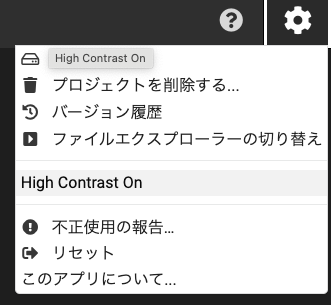 High Contrast On
プロジェクトを削除する...
バージョン履歴
ファイルエクスプローラーの切り替え
High Contrast On
不正使用の報告...
リセット
このアプリについて...